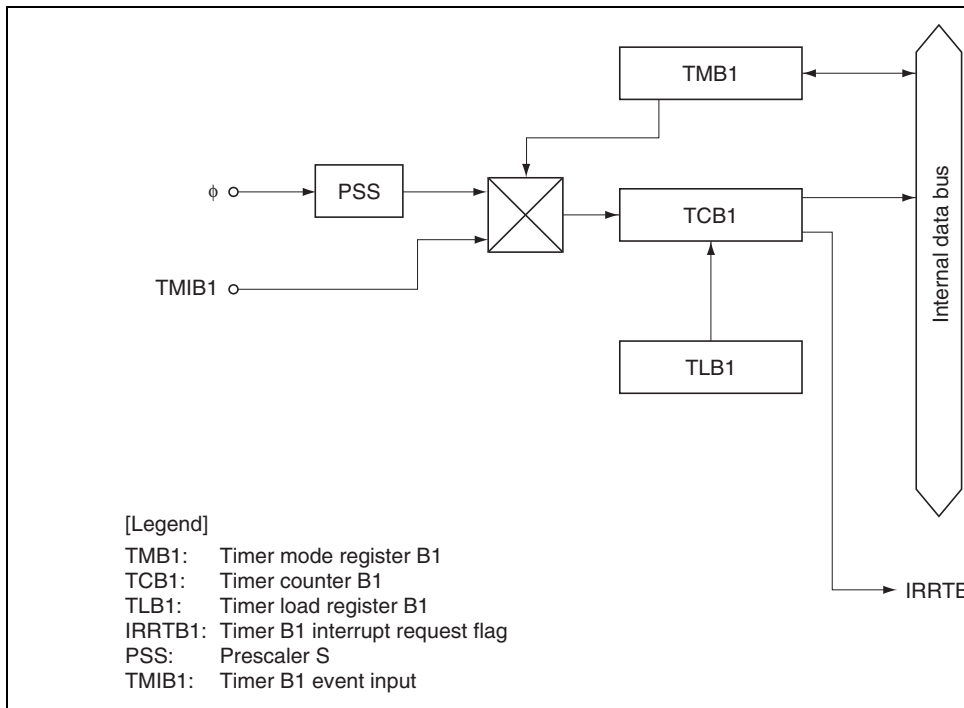 TMB1
φ
PSS
TCB1
TMIB1
TLB1
Internal data bus
IRRTB
[Legend]
TMB1: Timer mode register B1
TCB1: Timer counter B1
TLB1: Timer load register B1
IRRTB1: Timer B1 interrupt request flag
PSS: Prescaler S
TMIB1: Timer B1 event input